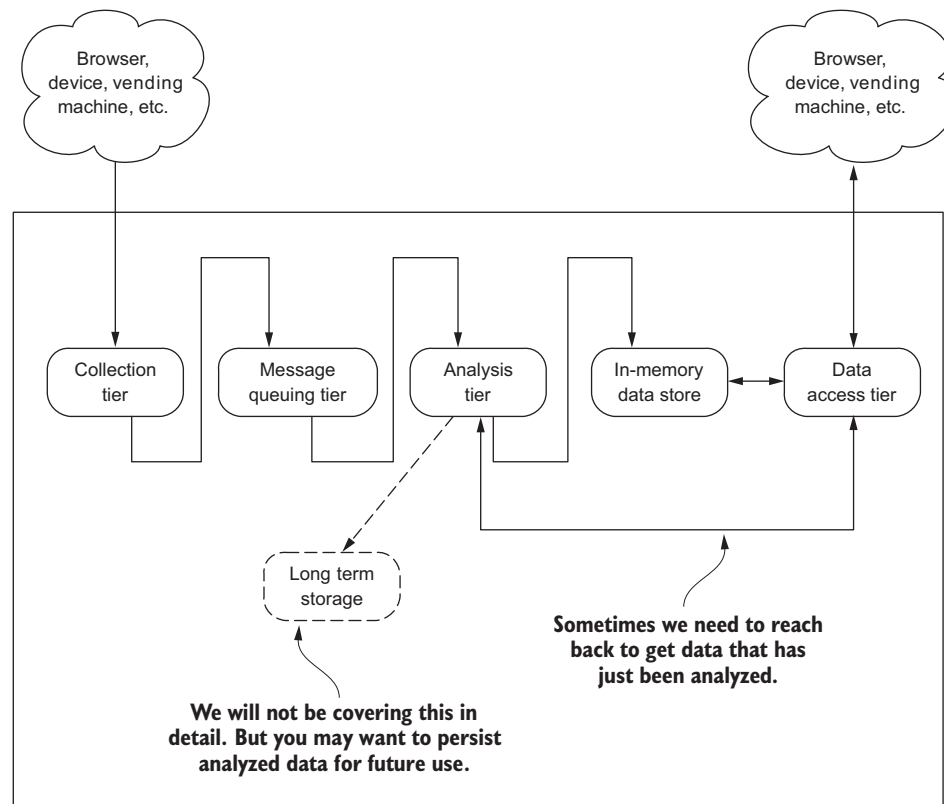 Browser,
device, vending
machine, etc.
Browser,
device, vending
machine, etc.
Collection
tier
Message
queuing tier
Analysis
tier
In-memory
data store
Data
access tier
Long term
storage
Sometimes we need to reach
back to get data that has
just been analyzed.
We will not be covering this in
detail. But you may want to persist
analyzed data for future use.